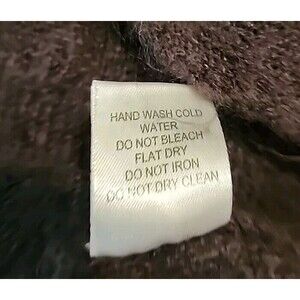 HAND WASH COLD
WATER
DO NOT BLEACH
FLAT DRY
DO NOT IRON
DO NOT DRY CLEAN